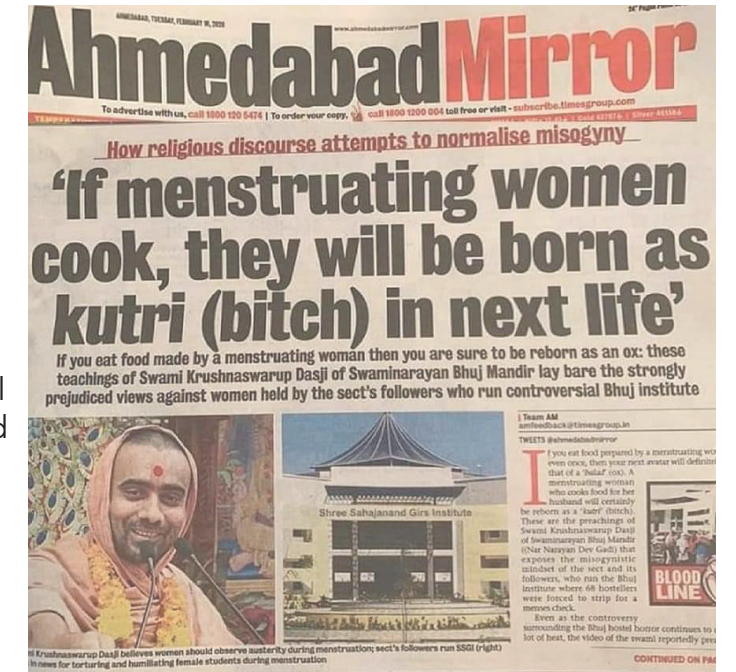 l
d
AHMEDABAD, TUESDAY, FEBRUARY 18, 2020
www.ahmedabadmirror.com
24 Pages
Ahmedabad Mirror
To advertise with us, call 1800 120 5474 | To order your copy, call 1800 1200 004 toll free or visit - subscribe.timesgroup.com
How religious discourse attempts to normalise misogyny
‘If menstruating women
cook, they will be born as
kutri (bitch) in next life’
If you eat food made by a menstruating woman then you are sure to be reborn as an ox: these
teachings of Swami Krushnaswarup Dasji of Swaminarayan Bhuj Mandir lay bare the strongly
prejudiced views against women held by the sect's followers who run controversial Bhuj institute
Shree Sahajanand Girs Institute
Krushnaswarup Dasji believes women should observe austerity during menstruation; sect's followers run SSGI (right)
in news for torturing and humiliating female students during menstruation
Team AM
amfeedback@timesgroup.in
TWEETS @ahmedabadmirror
If you eat food prepared by a menstruating
even once, then your next avatar will
that of a ‘balad’ (ox). A
menstruating woman
who cooks food for her
husband will certainly
be reborn as a ‘kutri’ (bitch).
These are the preachings of
Swami Krushnaswarup Dasji
of Swaminarayan Bhuj Mandir
(Nar Narayan Dev Gadi) that
exposes the misogynistic
mindset of the sect and its
followers, who run the Bhuj
institute where 68 hostellers
were forced to strip for a
menses check.
Even as the controversy
surrounding the Bhuj hostel horror continues to
lot of heat, the video of the swami reportedly
BLOOD
LINE
CONTINUED ON